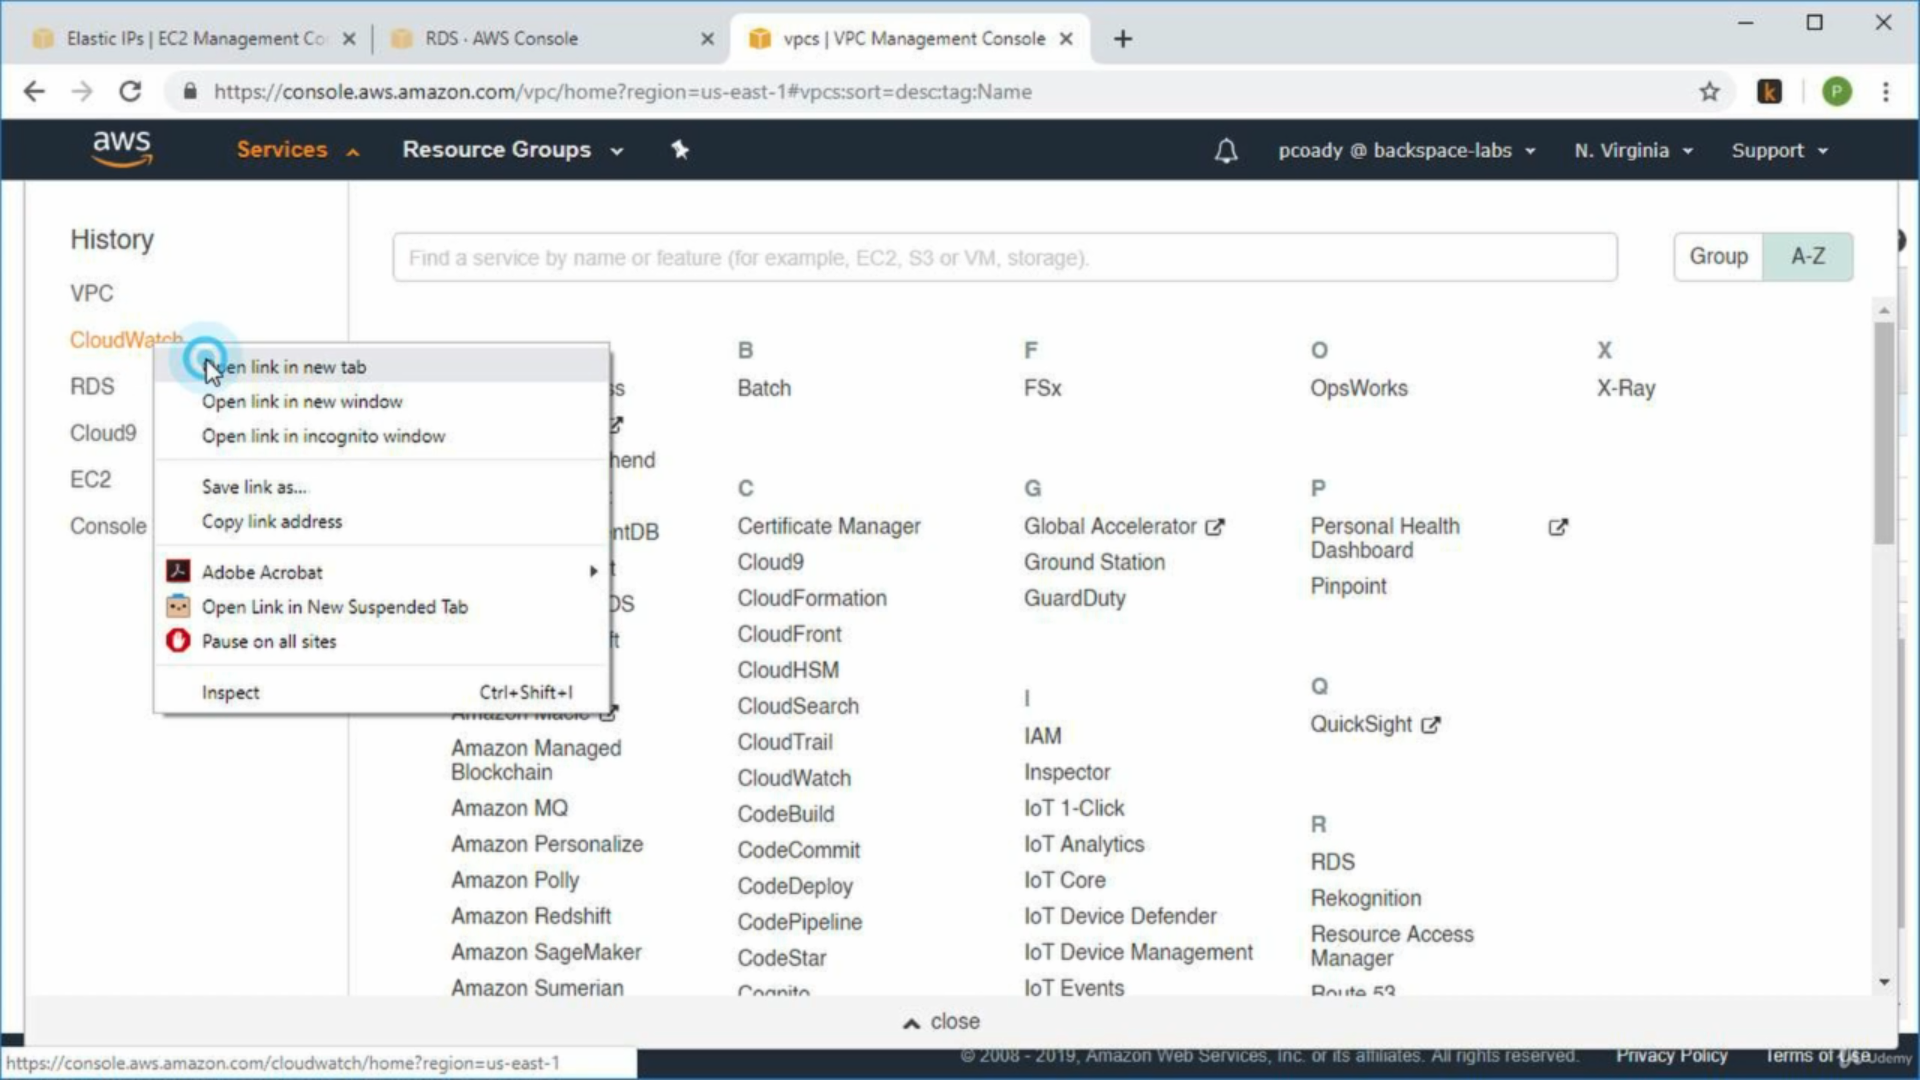 Elastic IPs | EC2 Management Co
RDS · AWS Console
vpcs | VPC Management Console
https://console.aws.amazon.com/vpc/home?region=us-east-1#vpcs:sort=desc:tag:Name
k
P
aws
Services
Resource Groups
pcoady @ backspace-labs
N. Virginia
Support
History
VPC
CloudWatch
RDS
Cloud9
EC2
Console
Find a service by name or feature (for example, EC2, S3 or VM, storage).
Group
A-Z
Open link in new tab
Open link in new window
Open link in incognito window
Save link as...
Copy link address
Adobe Acrobat
Open Link in New Suspended Tab
Pause on all sites
Inspect
Ctrl+Shift+I
ss
hend
ntDB
t
DS
ft
Amazon Macie
Amazon Managed
Blockchain
Amazon MQ
Amazon Personalize
Amazon Polly
Amazon Redshift
Amazon SageMaker
Amazon Sumerian
B
Batch
C
Certificate Manager
Cloud9
CloudFormation
CloudFront
CloudHSM
CloudSearch
CloudTrail
CloudWatch
CodeBuild
CodeCommit
CodeDeploy
CodePipeline
CodeStar
Cognito
F
FSx
G
Global Accelerator
Ground Station
GuardDuty
I
IAM
Inspector
IoT 1-Click
IoT Analytics
IoT Core
IoT Device Defender
IoT Device Management
IoT Events
O
OpsWorks
P
Personal Health
Dashboard
Pinpoint
Q
QuickSight
R
RDS
Rekognition
Resource Access
Manager
Route 53
X
X-Ray
close
https://console.aws.amazon.com/cloudwatch/home?region=us-east-1
© 2008 - 2019, Amazon Web Services, Inc. or its affiliates. All rights reserved.
Privacy Policy
Terms of Use
Udemy